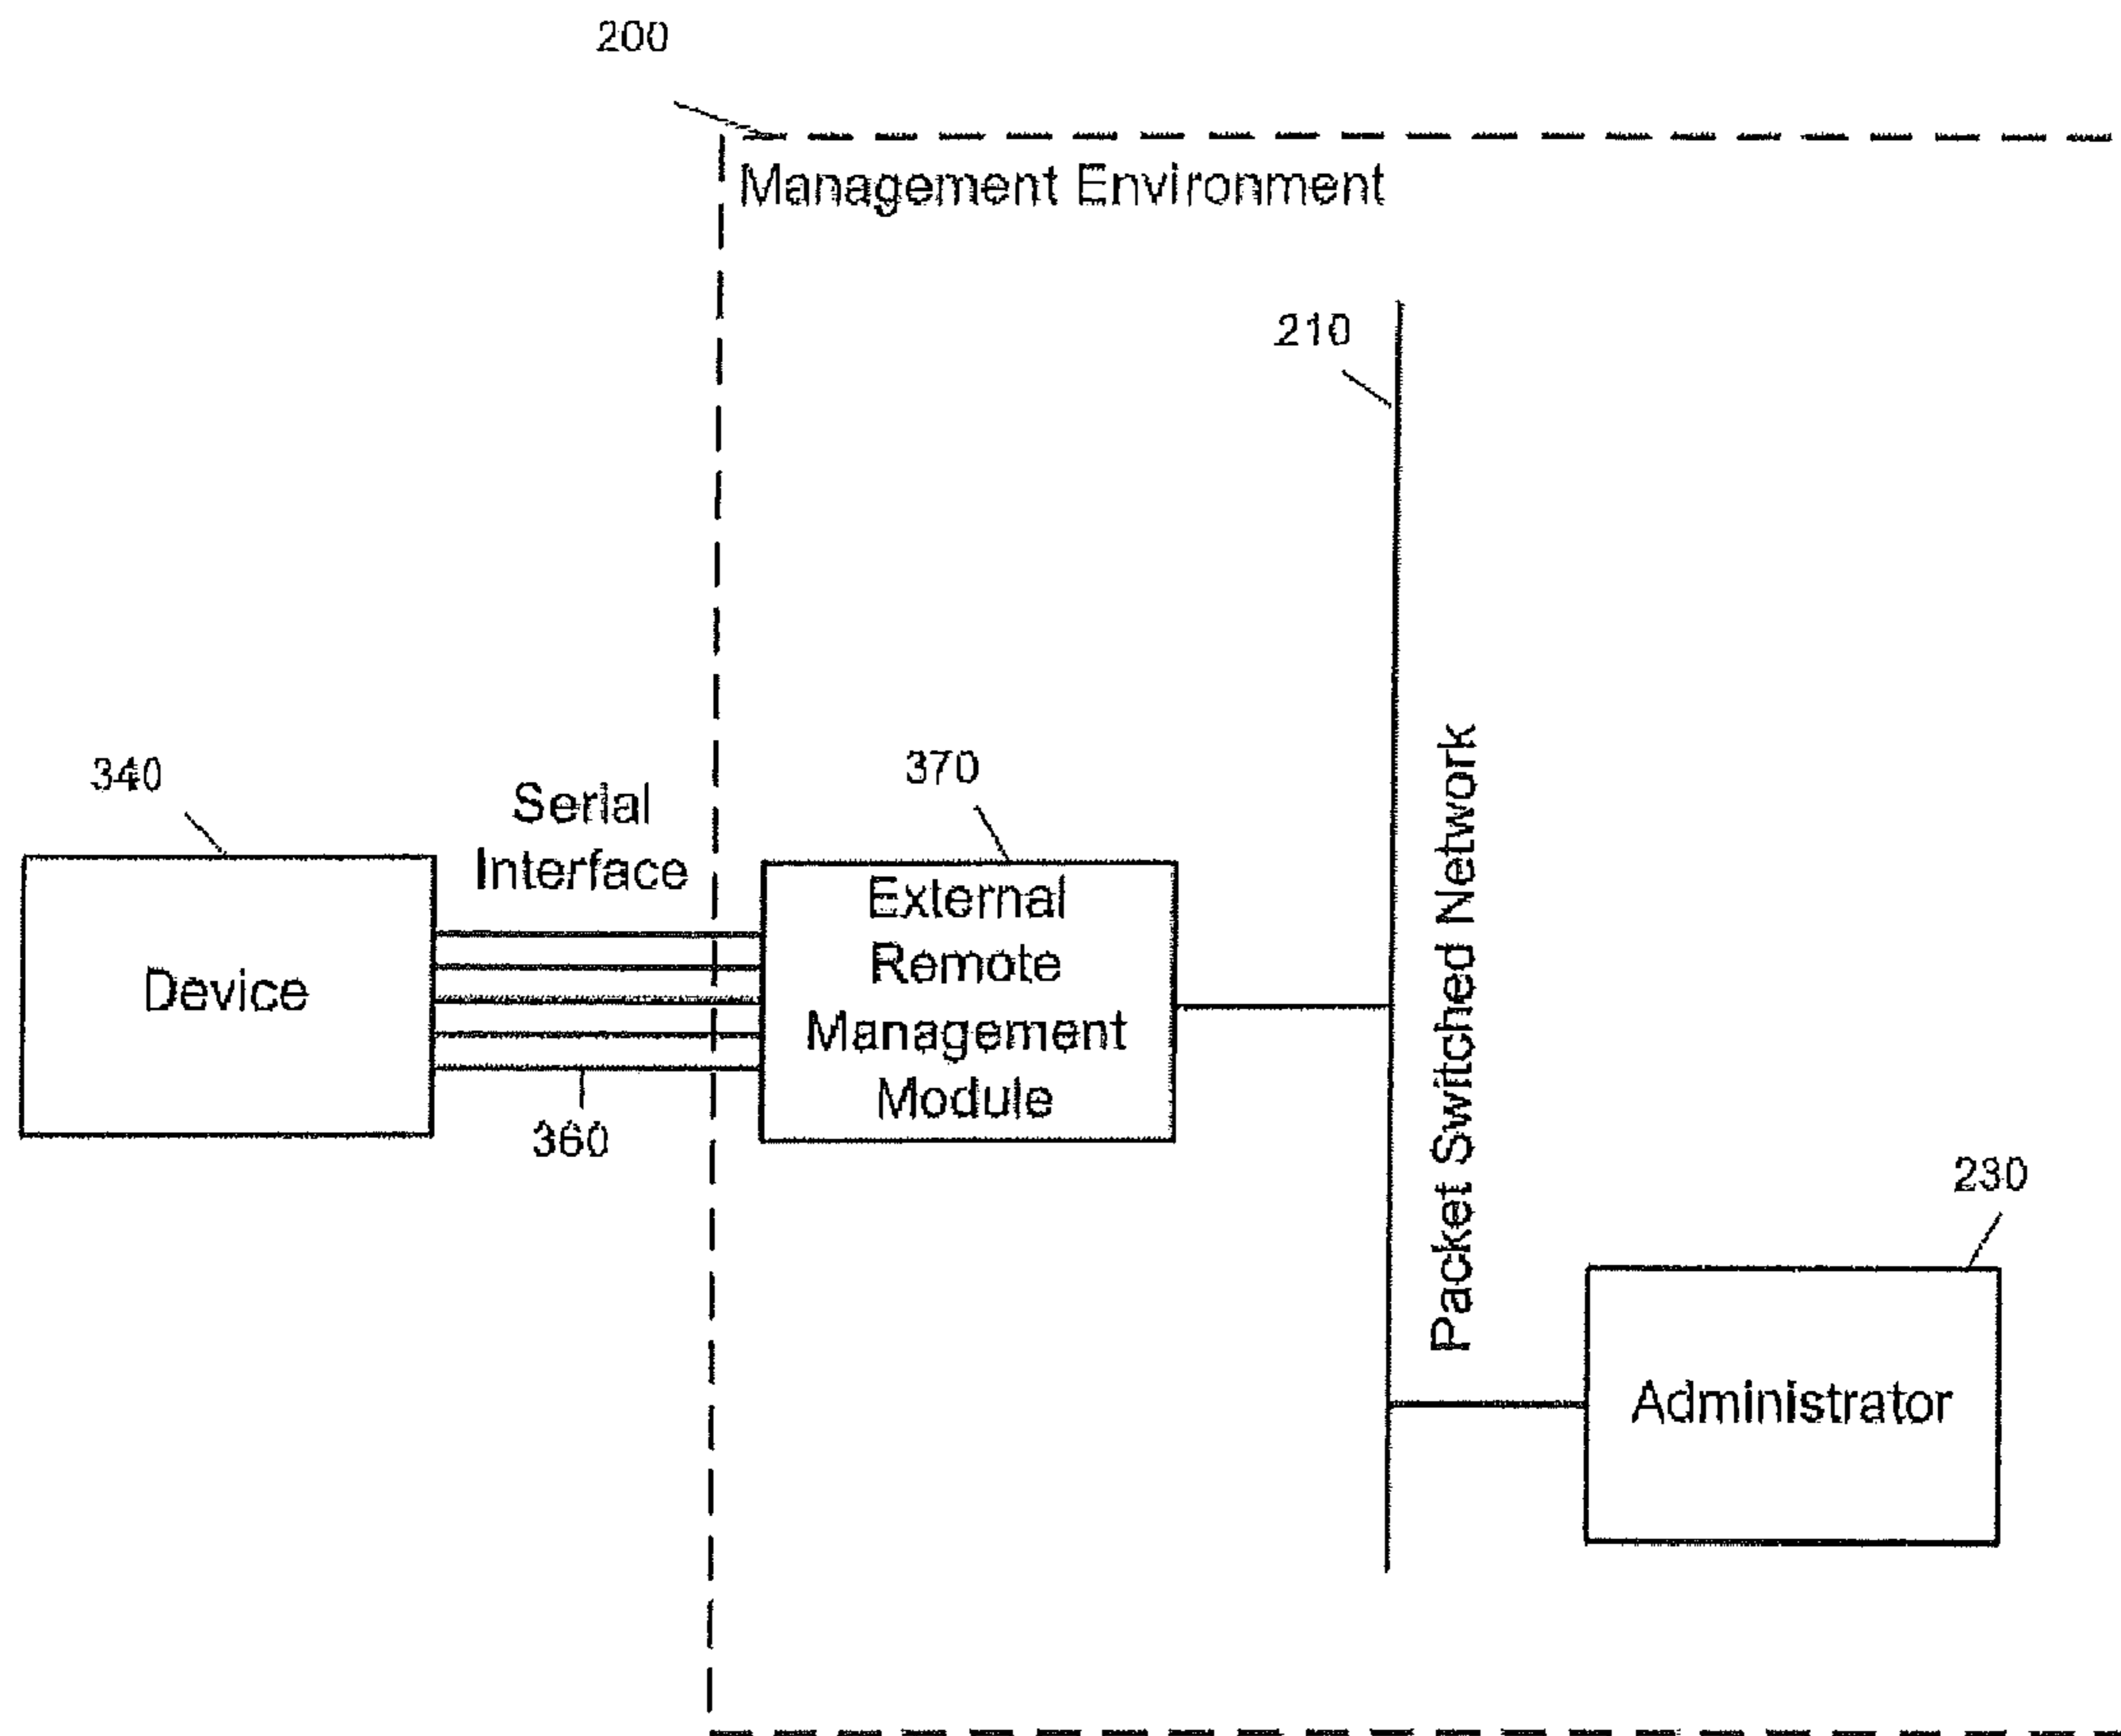 200
Management Environment
210
340
Serial
Interface
370
External
Remote
Management
Module
Device
360
Packet Switched Network
230
Administrator